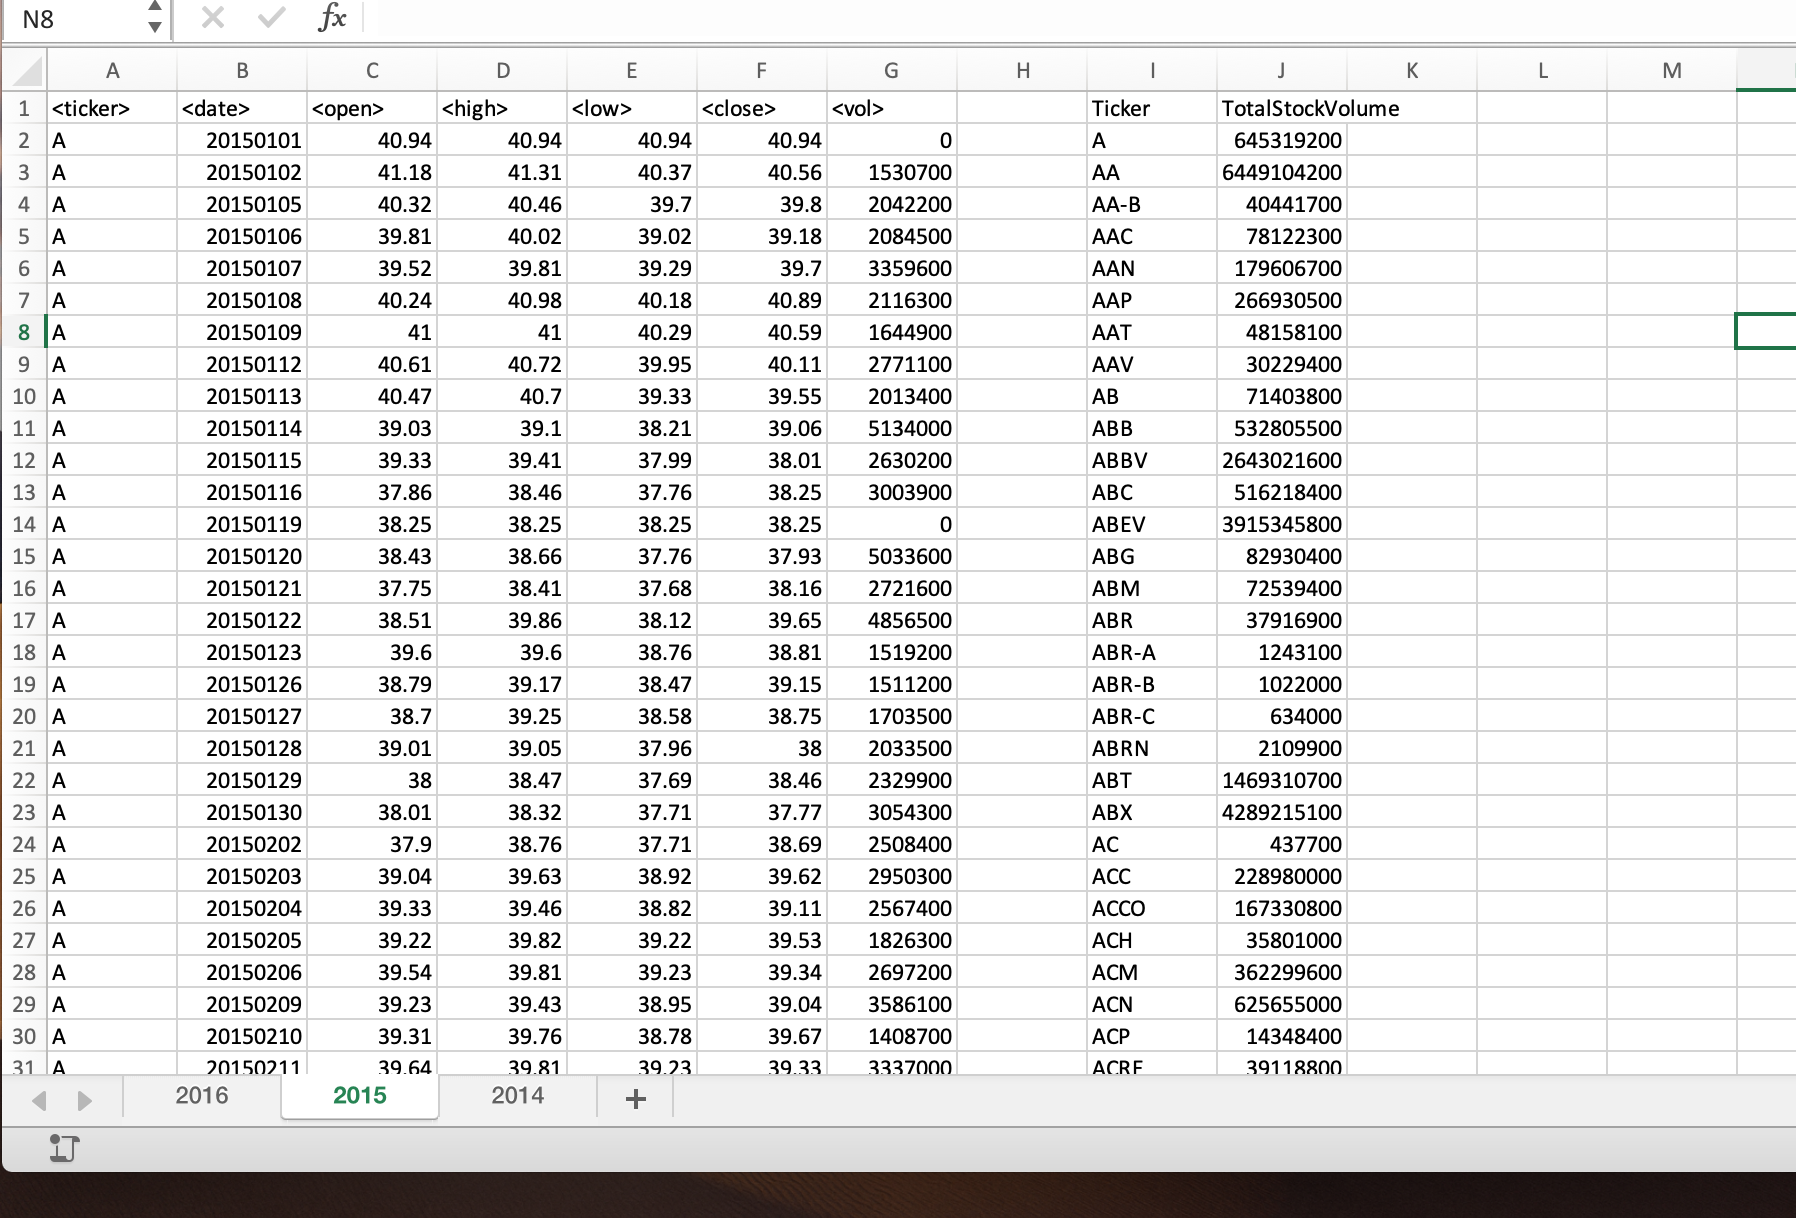 N8 fx
A B C D E F G H I J K L M
1 <ticker> <date> <open> <high> <low> <close> <vol> Ticker TotalStockVolume
2 A 20150101 40.94 40.94 40.94 40.94 0 A 645319200
3 A 20150102 41.18 41.31 40.37 40.56 1530700 AA 6449104200
4 A 20150105 40.32 40.46 39.7 39.8 2042200 AA-B 40441700
5 A 20150106 39.81 40.02 39.02 39.18 2084500 AAC 78122300
6 A 20150107 39.52 39.81 39.29 39.7 3359600 AAN 179606700
7 A 20150108 40.24 40.98 40.18 40.89 2116300 AAP 266930500
8 A 20150109 41 41 40.29 40.59 1644900 AAT 48158100
9 A 20150112 40.61 40.72 39.95 40.11 2771100 AAV 30229400
10 A 20150113 40.47 40.7 39.33 39.55 2013400 AB 71403800
11 A 20150114 39.03 39.1 38.21 39.06 5134000 ABB 532805500
12 A 20150115 39.33 39.41 37.99 38.01 2630200 ABBV 2643021600
13 A 20150116 37.86 38.46 37.76 38.25 3003900 ABC 516218400
14 A 20150119 38.25 38.25 38.25 38.25 0 ABEV 3915345800
15 A 20150120 38.43 38.66 37.76 37.93 5033600 ABG 82930400
16 A 20150121 37.75 38.41 37.68 38.16 2721600 ABM 72539400
17 A 20150122 38.51 39.86 38.12 39.65 4856500 ABR 37916900
18 A 20150123 39.6 39.6 38.76 38.81 1519200 ABR-A 1243100
19 A 20150126 38.79 39.17 38.47 39.15 1511200 ABR-B 1022000
20 A 20150127 38.7 39.25 38.58 38.75 1703500 ABR-C 634000
21 A 20150128 39.01 39.05 37.96 38 2033500 ABRN 2109900
22 A 20150129 38 38.47 37.69 38.46 2329900 ABT 1469310700
23 A 20150130 38.01 38.32 37.71 37.77 3054300 ABX 4289215100
24 A 20150202 37.9 38.76 37.71 38.69 2508400 AC 437700
25 A 20150203 39.04 39.63 38.92 39.62 2950300 ACC 228980000
26 A 20150204 39.33 39.46 38.82 39.11 2567400 ACCO 167330800
27 A 20150205 39.22 39.82 39.22 39.53 1826300 ACH 35801000
28 A 20150206 39.54 39.81 39.23 39.34 2697200 ACM 362299600
29 A 20150209 39.23 39.43 38.95 39.04 3586100 ACN 625655000
30 A 20150210 39.31 39.76 38.78 39.67 1408700 ACP 14348400
31 A 20150211 39.64 39.81 39.23 39.33 3337000 ACRE 39118800
2016 2015 2014 +